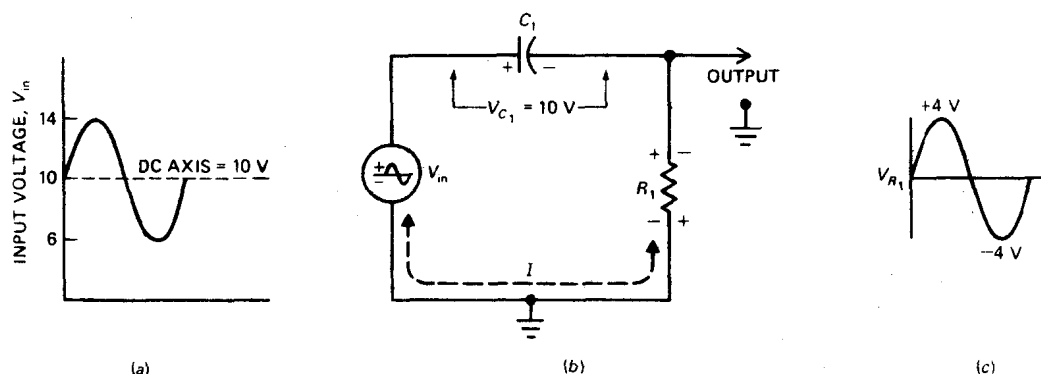 INPUT VOLTAGE, Vin
14
10
6
DC AXIS = 10 V
(a)
C1
+ −
VC1 = 10 V
OUTPUT
+
−
Vin
R1
+ −
− +
I
(b)
VR1
+4 V
−4 V
(c)